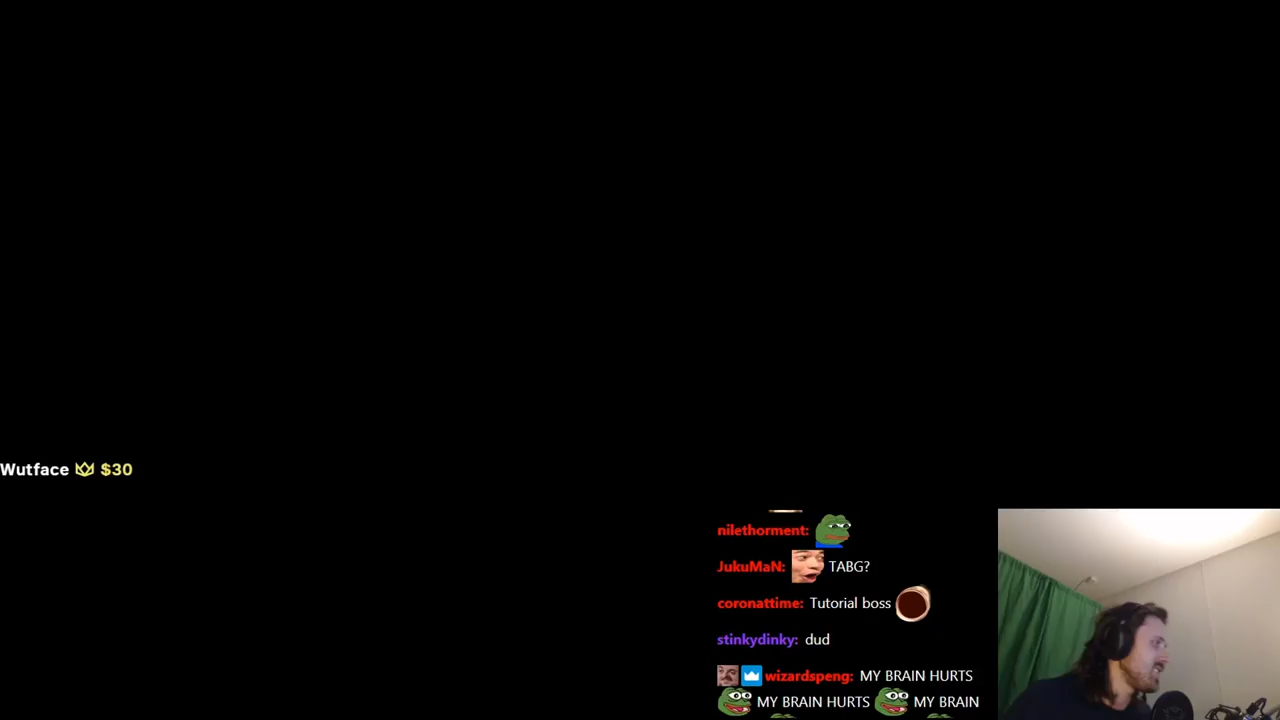 Wutface $30
nilethorment:
JukuMaN: TABG?
coronattime: Tutorial boss
stinkydinky: dud
wizardspeng: MY BRAIN HURTS
MY BRAIN HURTS MY BRAIN